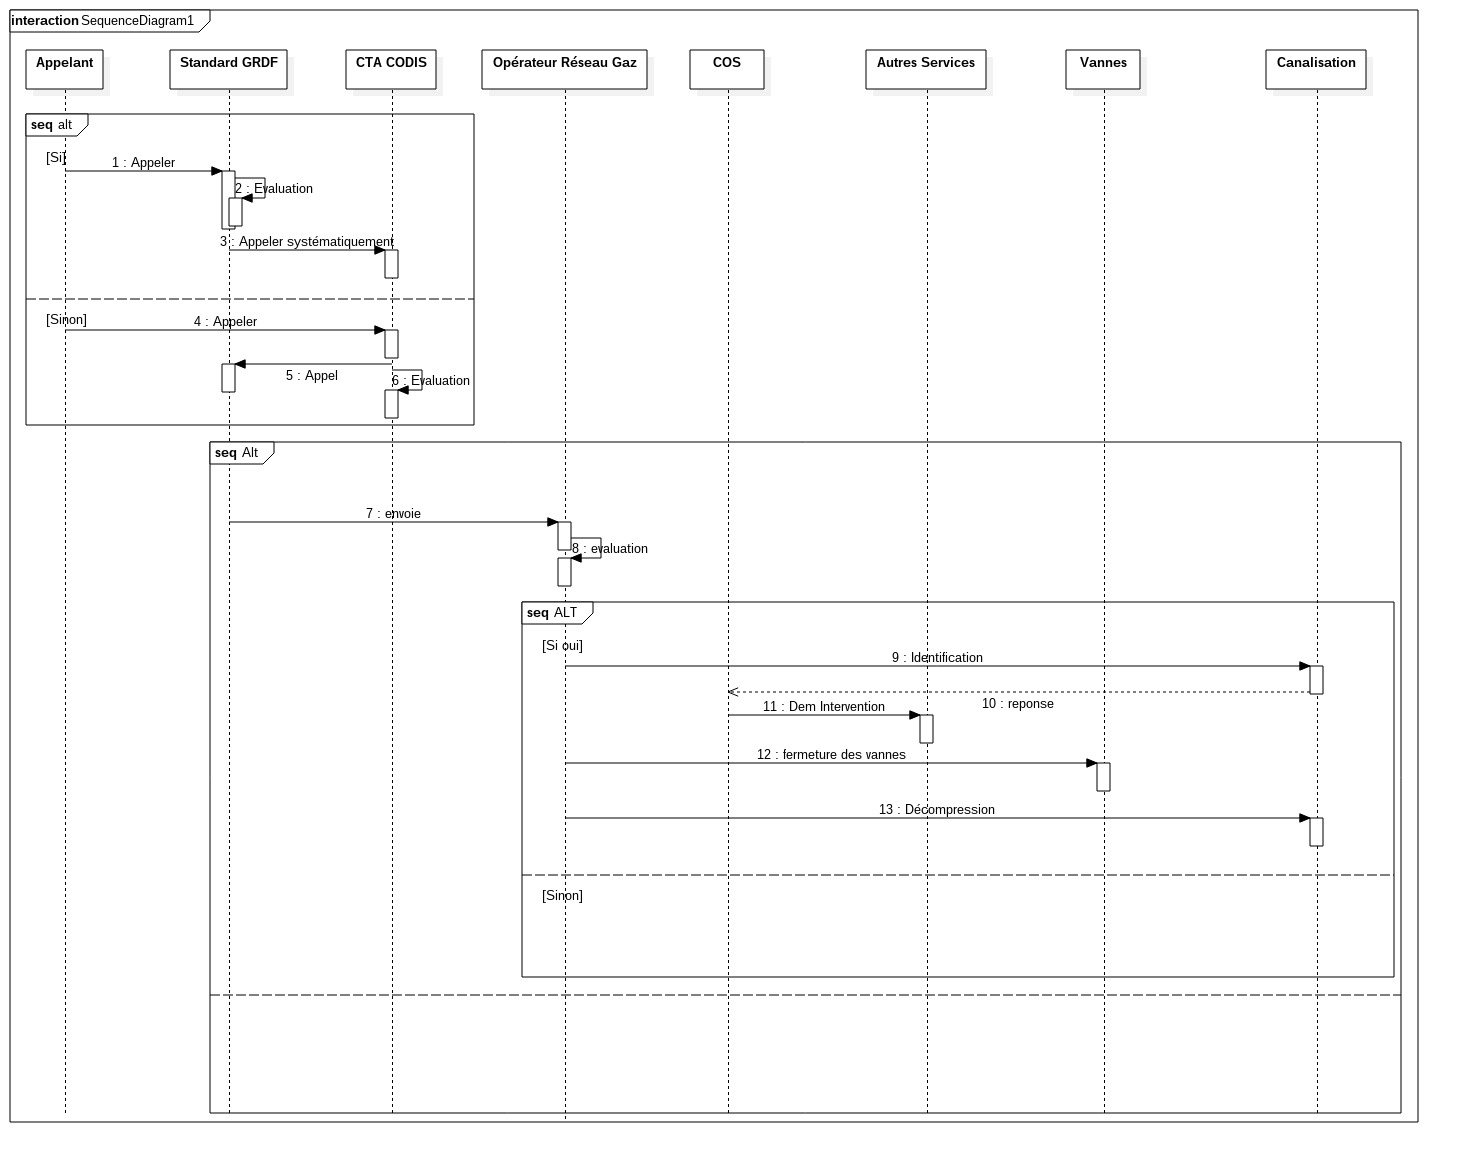 interaction SequenceDiagram1
Appelant
Standard GRDF
CTA CODIS
Opérateur Réseau Gaz
COS
Autres Services
Vannes
Canalisation
seq alt
[Si]
1 : Appeler
2 : Evaluation
3 : Appeler systématiquement
[Sinon]
4 : Appeler
5 : Appel
6 : Evaluation
seq Alt
7 : envoie
8 : evaluation
seq ALT
[Si oui]
9 : Identification
10 : reponse
11 : Dem Intervention
12 : fermeture des vannes
13 : Décompression
[Sinon]